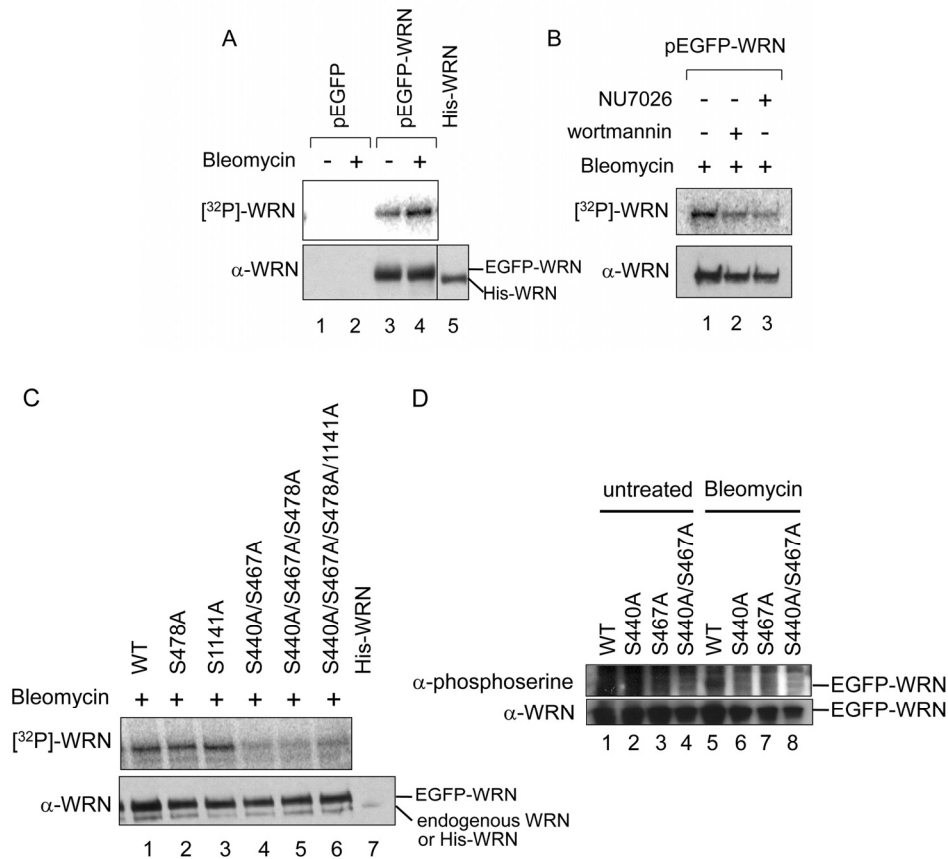 A
pEGFP
pEGFP-WRN
His-WRN
Bleomycin - + - +
[³²P]-WRN
α-WRN
EGFP-WRN
His-WRN
1 2 3 4 5
B
pEGFP-WRN
NU7026 - - +
wortmannin - + -
Bleomycin + + +
[³²P]-WRN
α-WRN
1 2 3
C
WT
S478A
S1141A
S440A/S467A
S440A/S467A/S478A
S440A/S467A/S478A/1141A
His-WRN
Bleomycin + + + + + +
[³²P]-WRN
α-WRN
EGFP-WRN
endogenous WRN
or His-WRN
1 2 3 4 5 6 7
D
untreated Bleomycin
WT
S440A
S467A
S440A/S467A
WT
S440A
S467A
S440A/S467A
α-phosphoserine
EGFP-WRN
α-WRN
EGFP-WRN
1 2 3 4 5 6 7 8